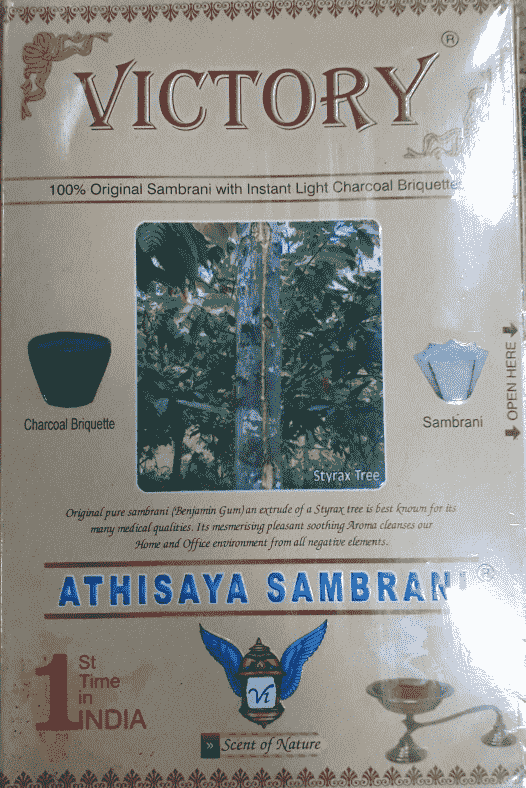 VICTORY ®
100% Original Sambrani with Instant Light Charcoal Briquette
Charcoal Briquette
Sambrani
OPEN HERE
Styrax Tree
Original pure sambrani (Benjamin Gum) an extrude of a Styrax tree is best known for its
many medical qualities. Its mesmerising pleasant soothing Aroma cleanses our
Home and Office environment from all negative elements.
ATHISAYA SAMBRANI ®
1 St
Time
in
INDIA
Vi
Scent of Nature